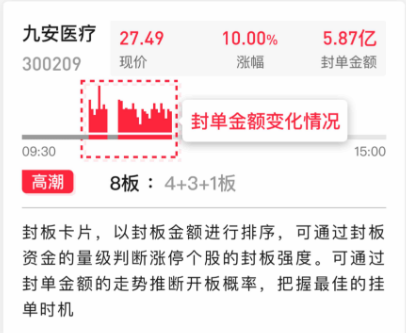 九安医疗 27.49 10.00% 5.87亿
300209 现价 涨幅 封单金额
封单金额变化情况
09:30 15:00
高潮 8板： 4+3+1板
封板卡片，以封板金额进行排序，可通过封板
资金的量级判断涨停个股的封板强度。可通过
封单金额的走势推断开板概率，把握最佳的挂
单时机